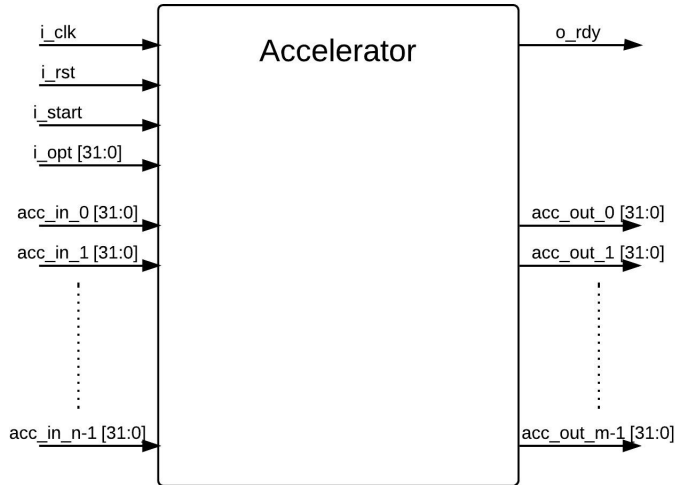 i_clk
Accelerator
o_rdy
i_rst
i_start
i_opt [31:0]
acc_in_0 [31:0]
acc_out_0 [31:0]
acc_in_1 [31:0]
acc_out_1 [31:0]
acc_in_n-1 [31:0]
acc_out_m-1 [31:0]